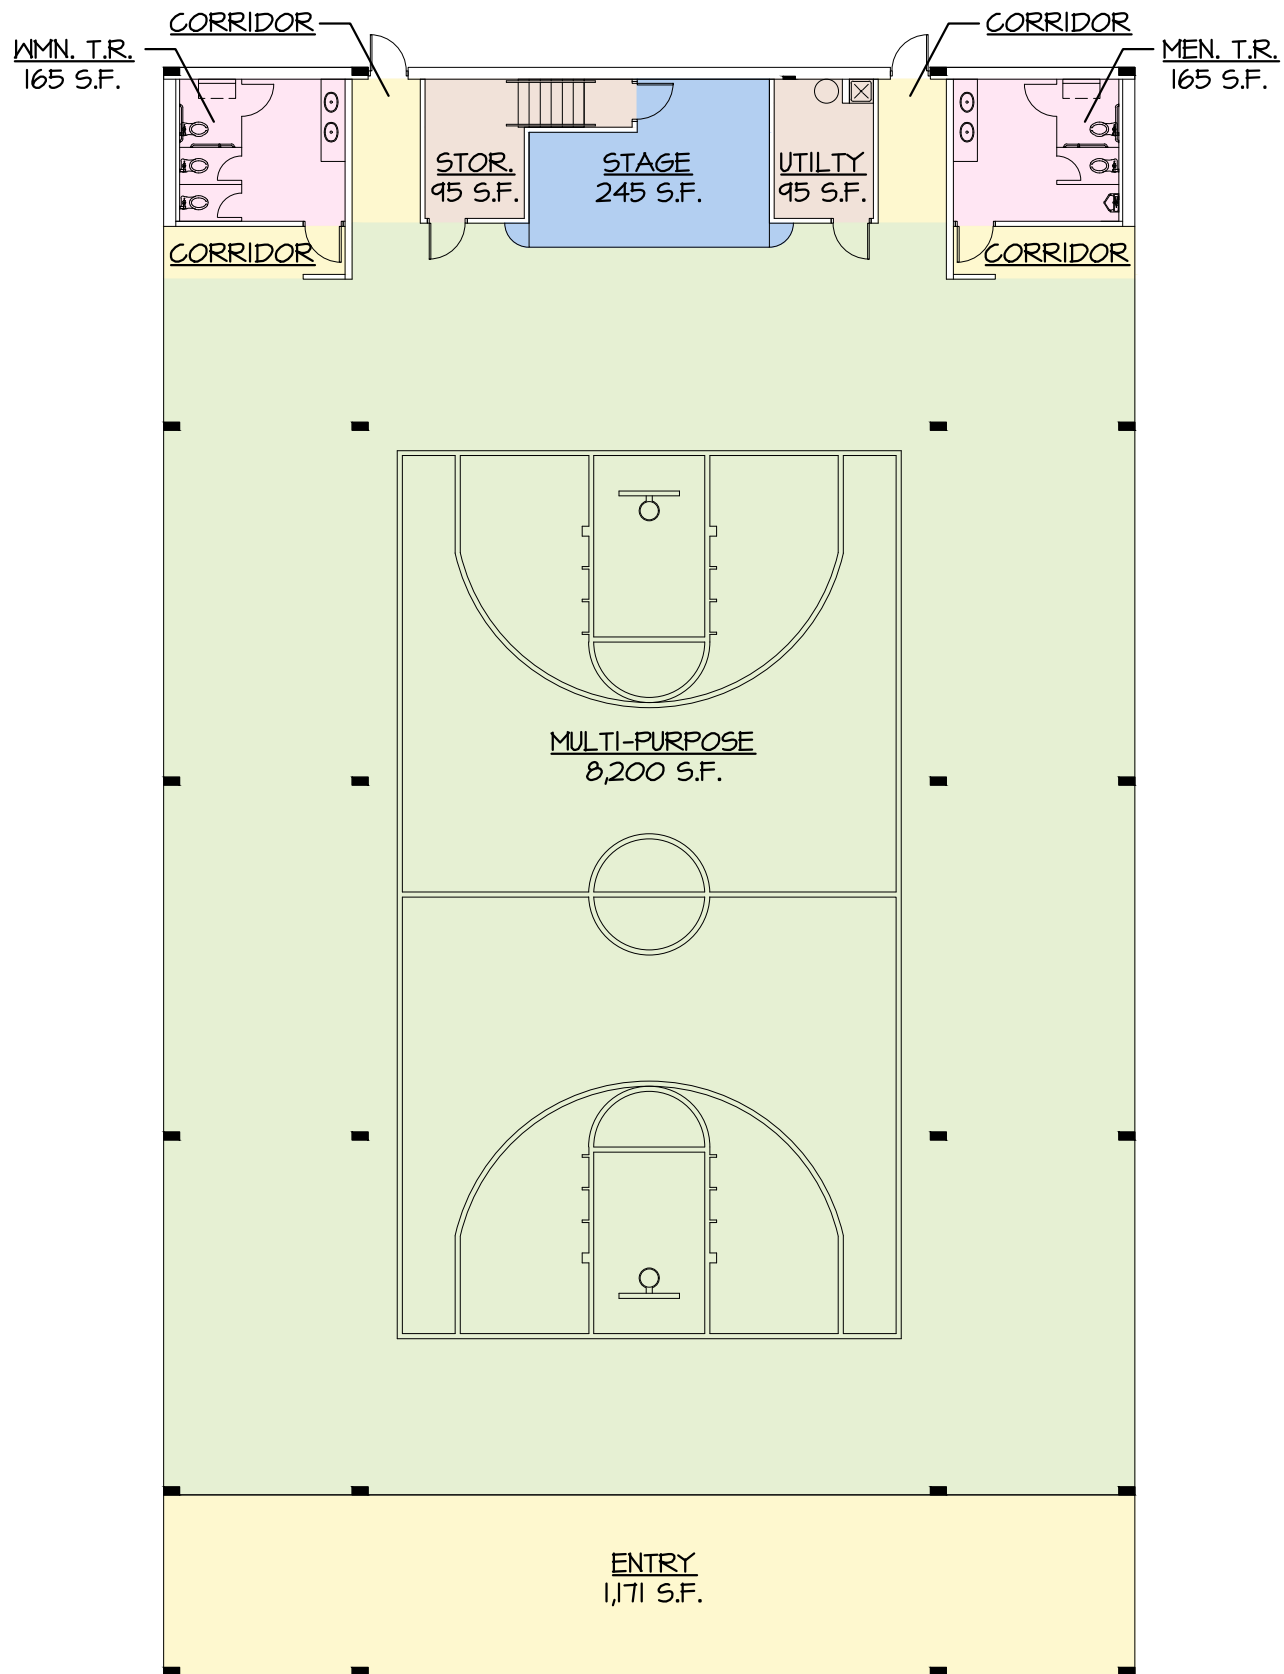 CORRIDOR
CORRIDOR
WMN. T.R.
165 S.F.
MEN. T.R.
165 S.F.
STOR.
95 S.F.
STAGE
245 S.F.
UTILTY
95 S.F.
CORRIDOR
CORRIDOR
MULTI-PURPOSE
8,200 S.F.
ENTRY
1,171 S.F.